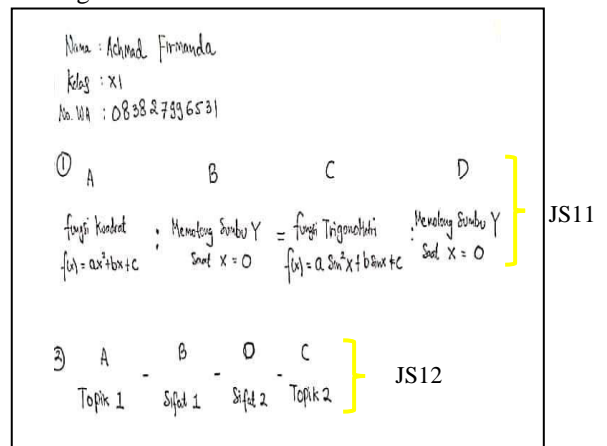 Nama : Achmad Firmanda
Kelas : XI
No. WA : 083827996531
① A B C D
fungsi kuadrat : Memotong Sumbu Y = fungsi Trigonometri : Memotong Sumbu Y
f(x) = ax²+bx+c Saat x = 0 f(x) = a Sin²x + b sinx + c Saat x = 0
JS11
2) A - B - D - C
Topik 1 Sifat 1 Sifat 2 Topik 2
JS12